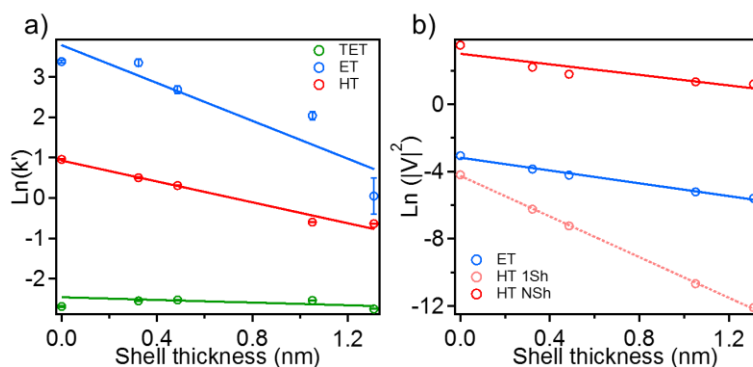 a)
Ln(k')
3
2
1
0
-1
-2
TET
ET
HT
0.0
0.4
0.8
1.2
Shell thickness (nm)
b)
Ln (|V|²)
0
-4
-8
-12
ET
HT 1Sh
HT NSh
0.0
0.4
0.8
1.2
Shell thickness (nm)